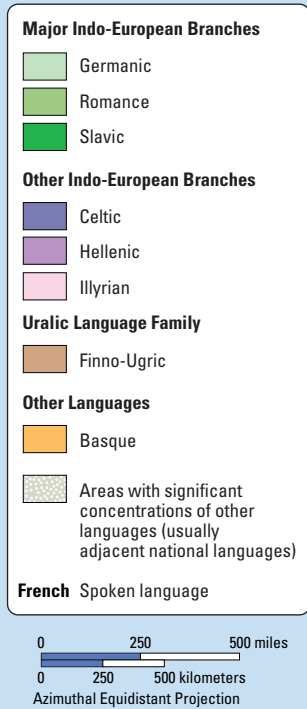 Major Indo-European Branches
Germanic
Romance
Slavic
Other Indo-European Branches
Celtic
Hellenic
Illyrian
Uralic Language Family
Finno-Ugric
Other Languages
Basque
Areas with significant
concentrations of other
languages (usually
adjacent national languages)
French Spoken language
0 250 500 miles
0 250 500 kilometers
Azimuthal Equidistant Projection